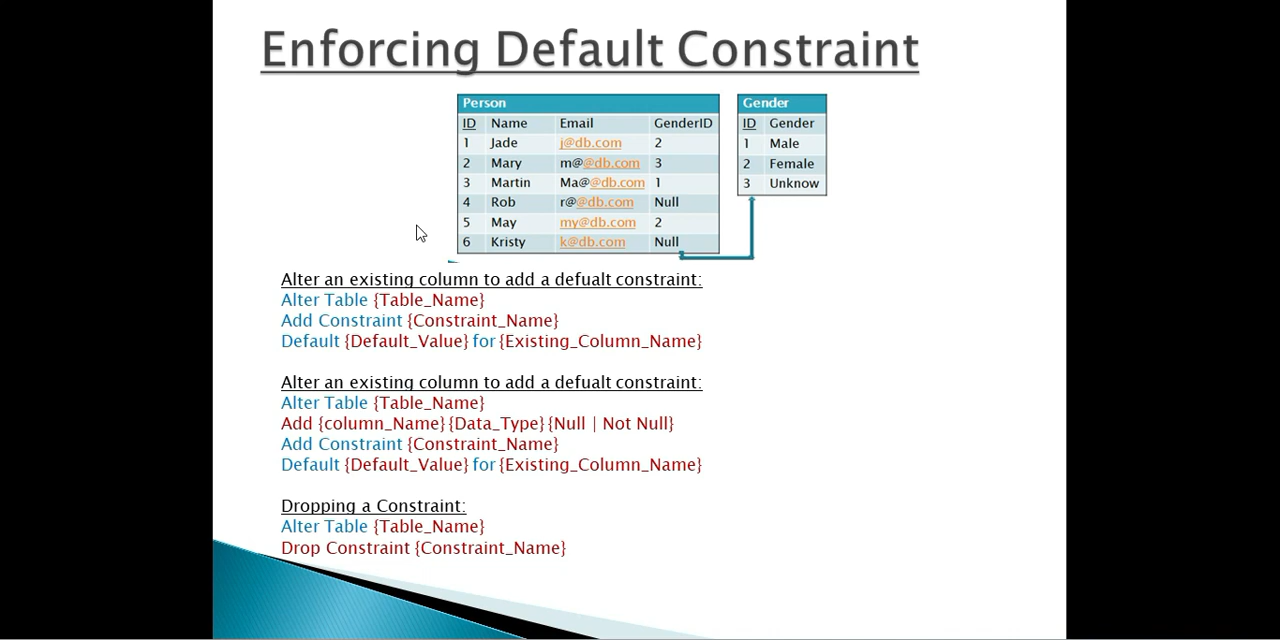 Enforcing Default Constraint
Person
ID Name Email GenderID
1 Jade j@db.com 2
2 Mary m@@db.com 3
3 Martin Ma@@db.com 1
4 Rob r@@db.com Null
5 May my@db.com 2
6 Kristy k@db.com Null
Gender
ID Gender
1 Male
2 Female
3 Unknow
Alter an existing column to add a defualt constraint:
Alter Table {Table_Name}
Add Constraint {Constraint_Name}
Default {Default_Value} for {Existing_Column_Name}
Alter an existing column to add a defualt constraint:
Alter Table {Table_Name}
Add {column_Name} {Data_Type} {Null | Not Null}
Add Constraint {Constraint_Name}
Default {Default_Value} for {Existing_Column_Name}
Dropping a Constraint:
Alter Table {Table_Name}
Drop Constraint {Constraint_Name}